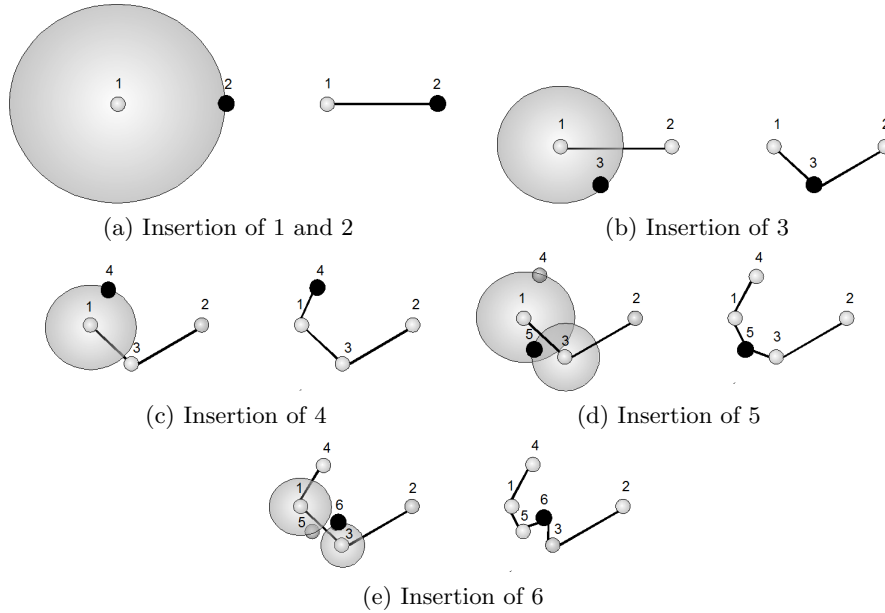 1 2 1 2
(a) Insertion of 1 and 2
1 2 3 1 2 3
(b) Insertion of 3
4 1 2 3 4 1 2 3
(c) Insertion of 4
4 1 2 5 3 4 1 2 5 3
(d) Insertion of 5
4 1 2 6 5 3 4 1 2 6 5 3
(e) Insertion of 6